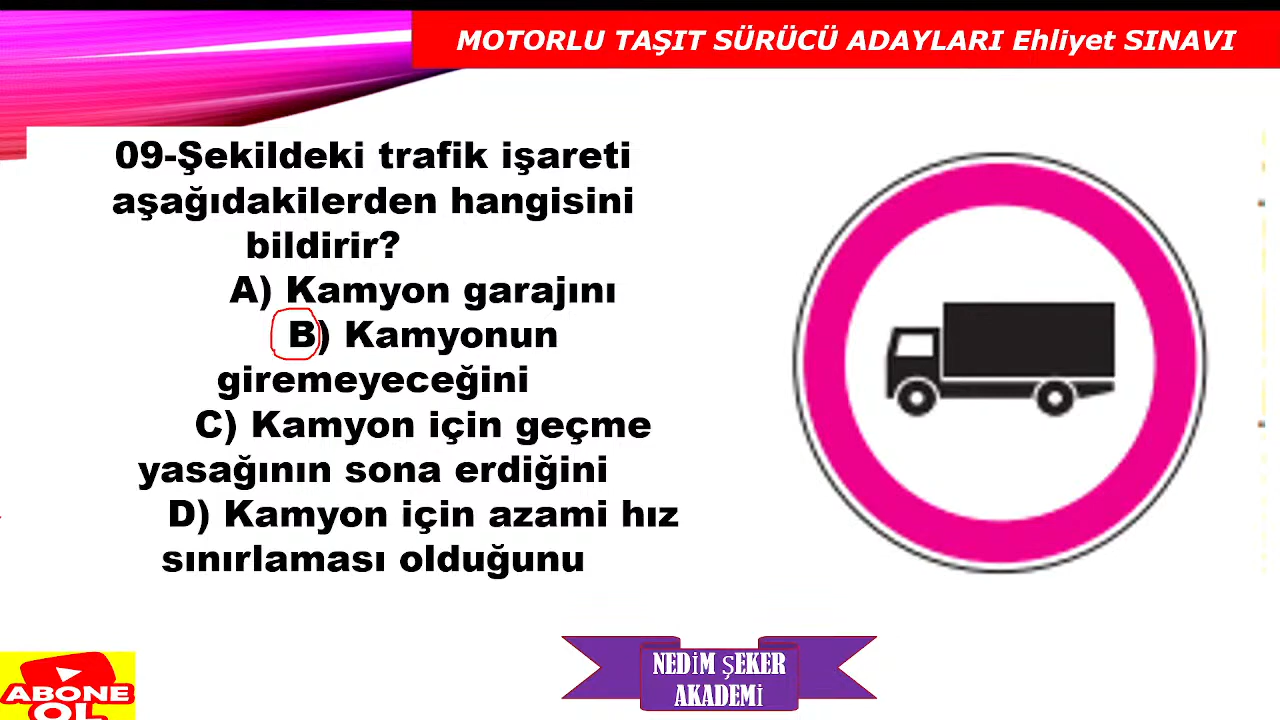 MOTORLU TAŞIT SÜRÜCÜ ADAYLARI Ehliyet SINAVI
09-Şekildeki trafik işareti
aşağıdakilerden hangisini
bildirir?
A) Kamyon garajını
B) Kamyonun
giremeyeceğini
C) Kamyon için geçme
yasağının sona erdiğini
D) Kamyon için azami hız
sınırlaması olduğunu
NEDİM ŞEKER
AKADEMİ
ABONE
OL